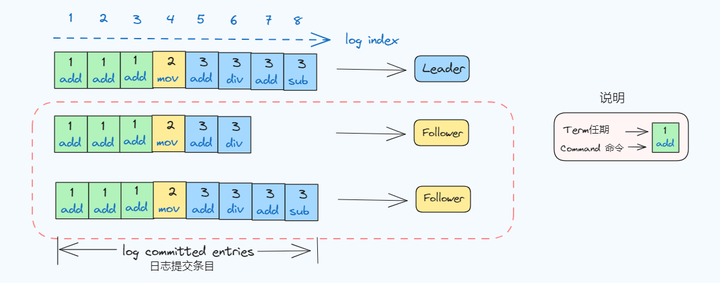 1 2 3 4 5 6 7 8
log index
1 1 1 2 3 3 3 3
add add add mov add div add sub
Leader
1 1 1 2 3 3
add add add mov add div
Follower
1 1 1 2 3 3 3 3
add add add mov add div add sub
Follower
log committed entries
日志提交条目
说明
Term任期
1
Command 命令
add